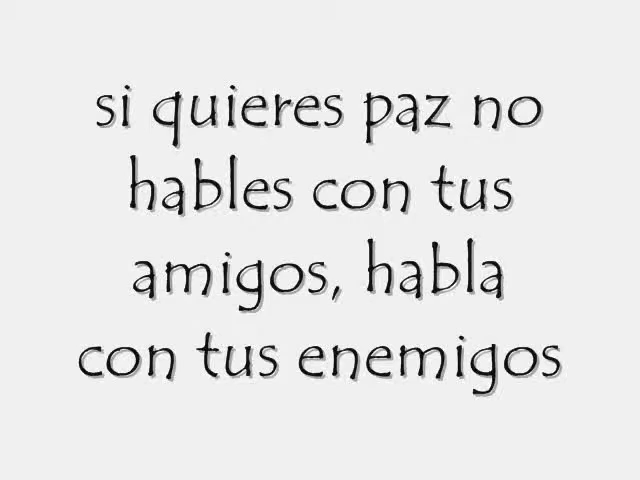 si quieres paz no
hables con tus
amigos, habla
con tus enemigos